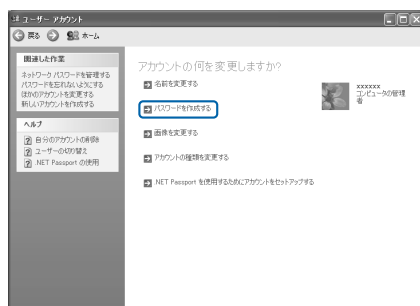 ユーザー アカウント
戻る ホーム
関連した作業
ネットワーク パスワードを管理する
パスワードを忘れないようにする
ほかのアカウントを変更する
新しいアカウントを作成する
ヘルプ
自分のアカウントの削除
ユーザーの切り替え
.NET Passport の使用
アカウントの何を変更しますか?
名前を変更する
パスワードを作成する
画像を変更する
アカウントの種類を変更する
.NET Passport を使用するためにアカウントをセットアップする
xxxxxx
コンピュータの管理
者